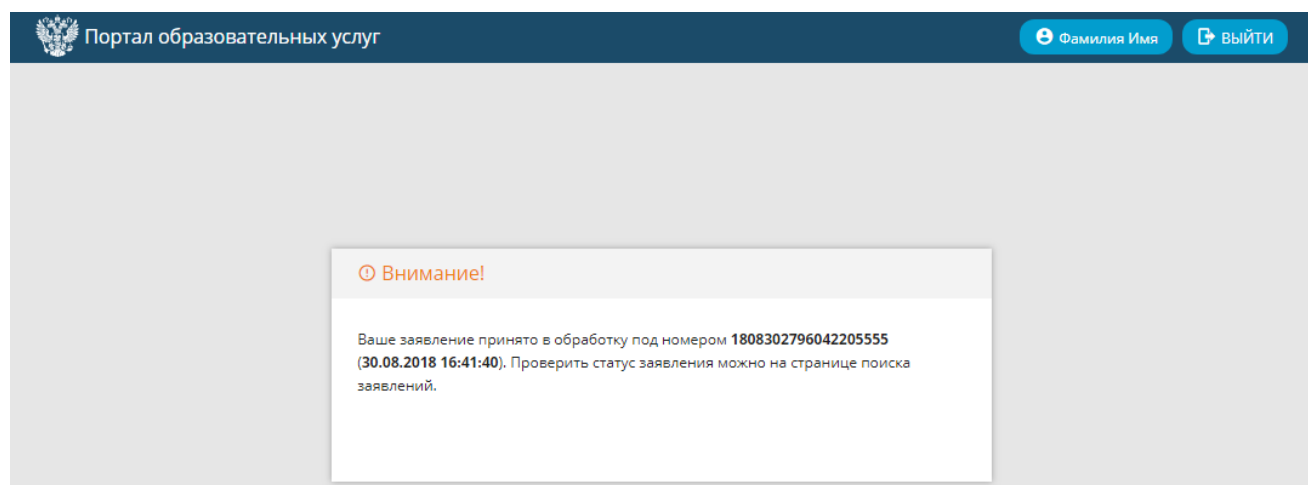 Портал образовательных услуг
Фамилия Имя
ВЫЙТИ
Внимание!
Ваше заявление принято в обработку под номером 1808302796042205555
(30.08.2018 16:41:40). Проверить статус заявления можно на странице поиска
заявлений.